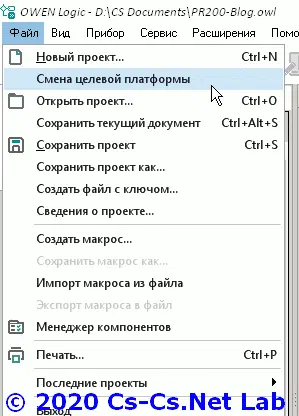 OWEN Logic - D:\CS Documents\PR200-Blog.owl
Файл Вид Прибор Сервис Расширения Помо
Новый проект... Ctrl+N
Смена целевой платформы
Открыть проект... Ctrl+O
Сохранить текущий документ Ctrl+Alt+S
Сохранить проект Ctrl+S
Сохранить проект как...
Создать файл с ключом...
Сведения о проекте...
Создать макрос...
Сохранить макрос как...
Импорт макроса из файла
Экспорт макроса в файл
Менеджер компонентов
Печать... Ctrl+P
Последние проекты
Выход
© 2020 Cs-Cs.Net Lab